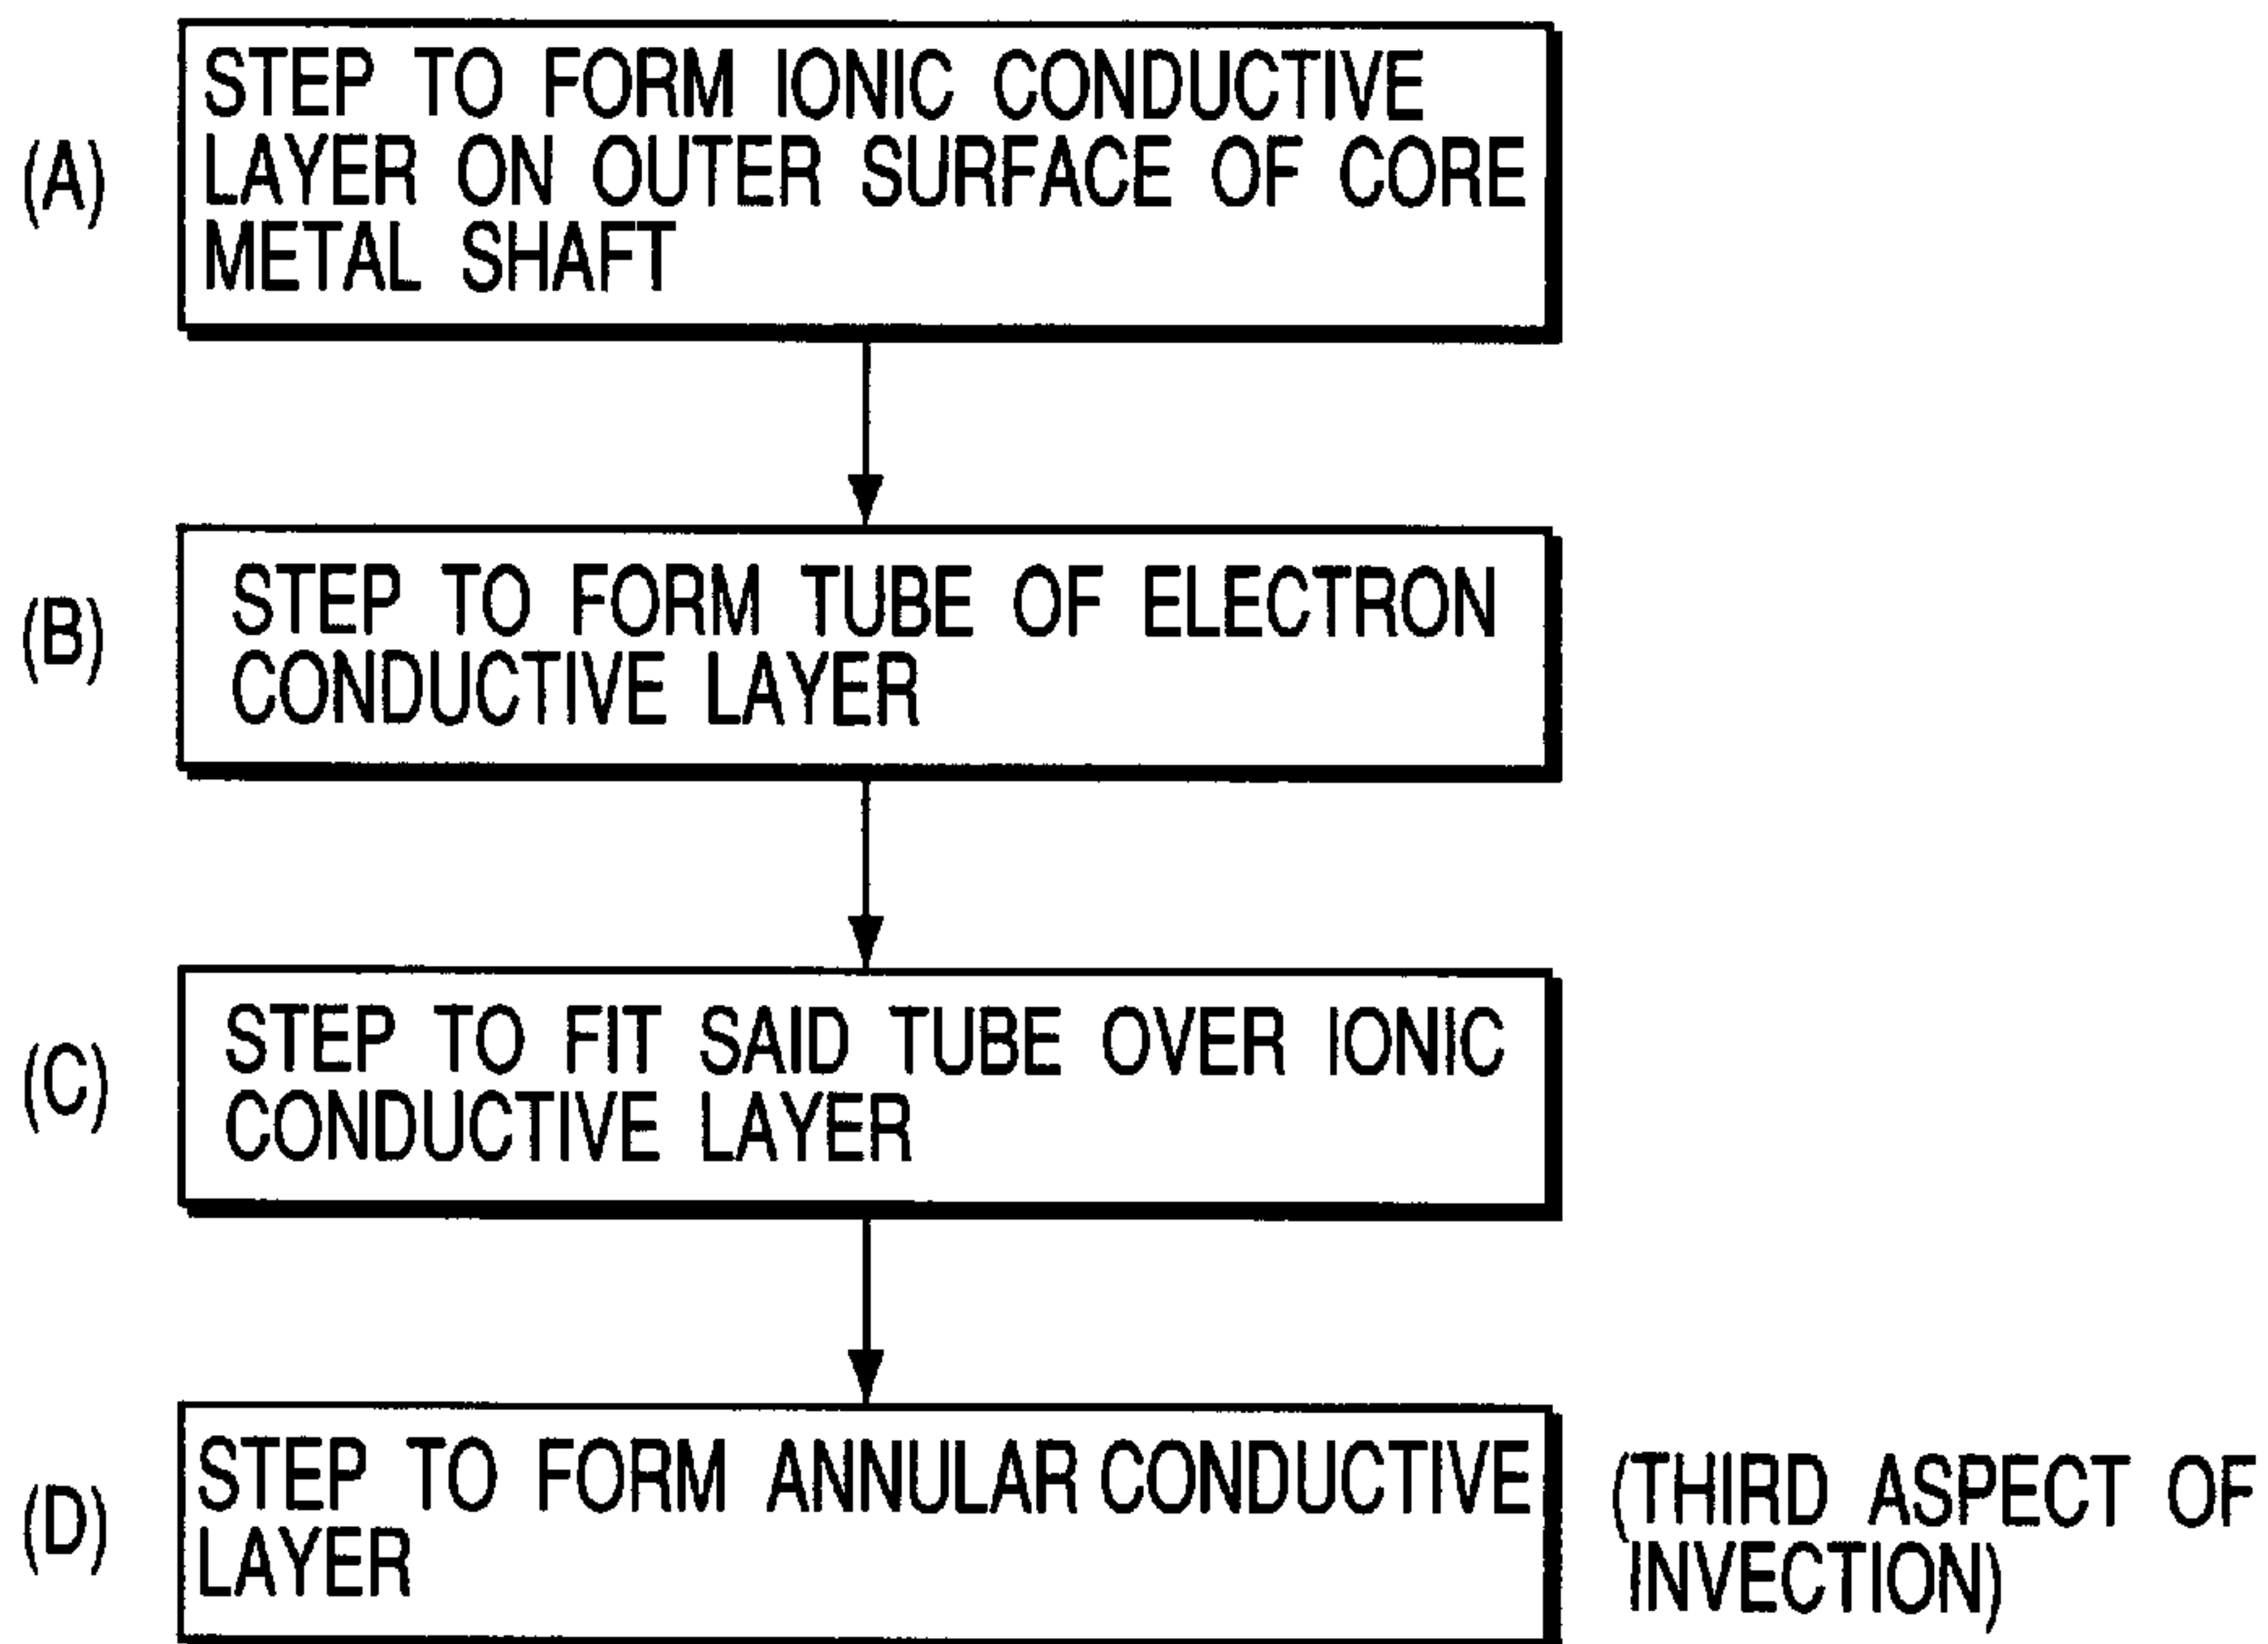 (A)
STEP TO FORM IONIC CONDUCTIVE
LAYER ON OUTER SURFACE OF CORE
METAL SHAFT
(B)
STEP TO FORM TUBE OF ELECTRON
CONDUCTIVE LAYER
(C)
STEP TO FIT SAID TUBE OVER IONIC
CONDUCTIVE LAYER
(D)
STEP TO FORM ANNULAR CONDUCTIVE
LAYER
(THIRD ASPECT OF
INVECTION)